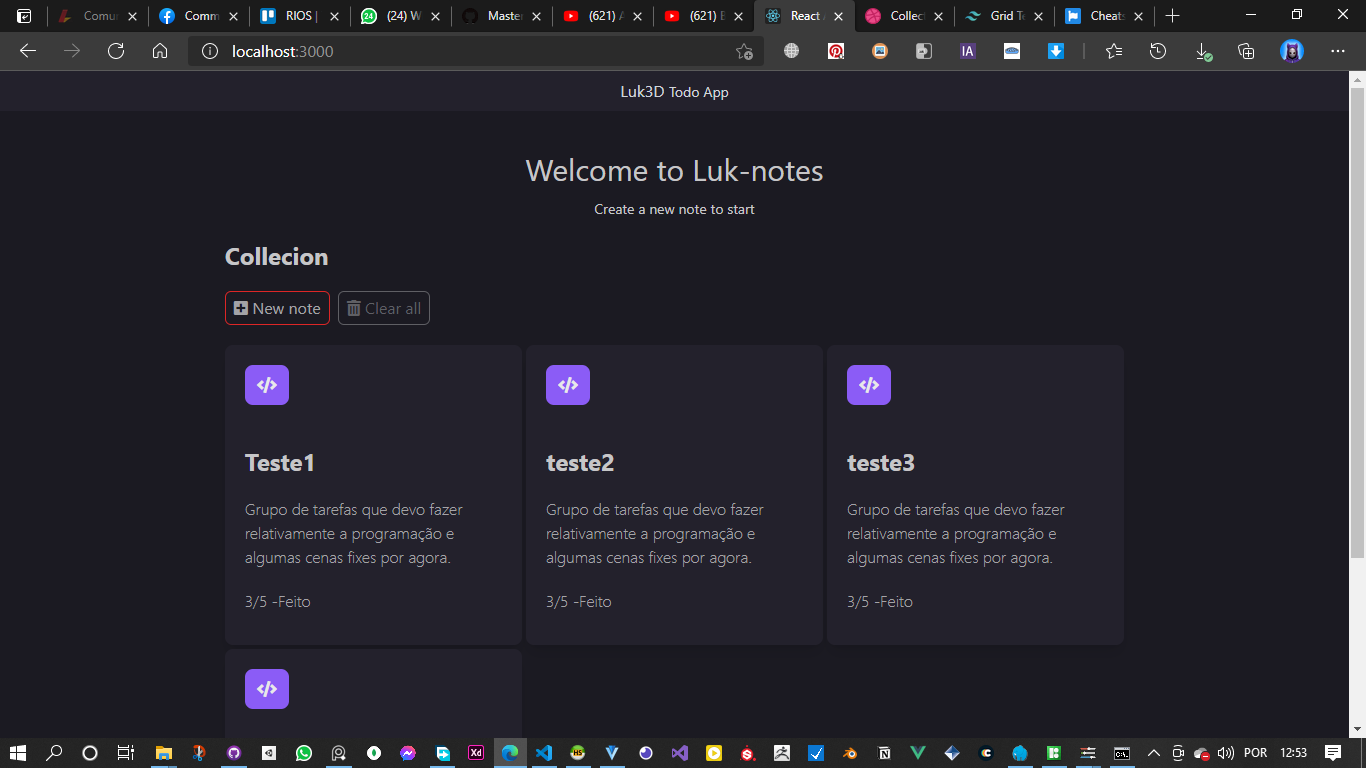 Comu
Comm
RIOS |
(24) W
Master
(621) A
(621) E
React
Collect
Grid Te
Cheats
localhost:3000
IA
Luk3D Todo App
Welcome to Luk-notes
Create a new note to start
Collecion
New note
Clear all
Teste1
Grupo de tarefas que devo fazer
relativamente a programação e
algumas cenas fixes por agora.
3/5 -Feito
teste2
Grupo de tarefas que devo fazer
relativamente a programação e
algumas cenas fixes por agora.
3/5 -Feito
teste3
Grupo de tarefas que devo fazer
relativamente a programação e
algumas cenas fixes por agora.
3/5 -Feito
Xd
POR
12:53